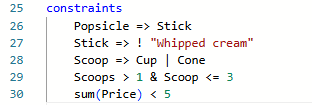 25 constraints
26 Popsicle => Stick
27 Stick => ! "Whipped cream"
28 Scoop => Cup | Cone
29 Scoops > 1 & Scoop <= 3
30 sum(Price) < 5